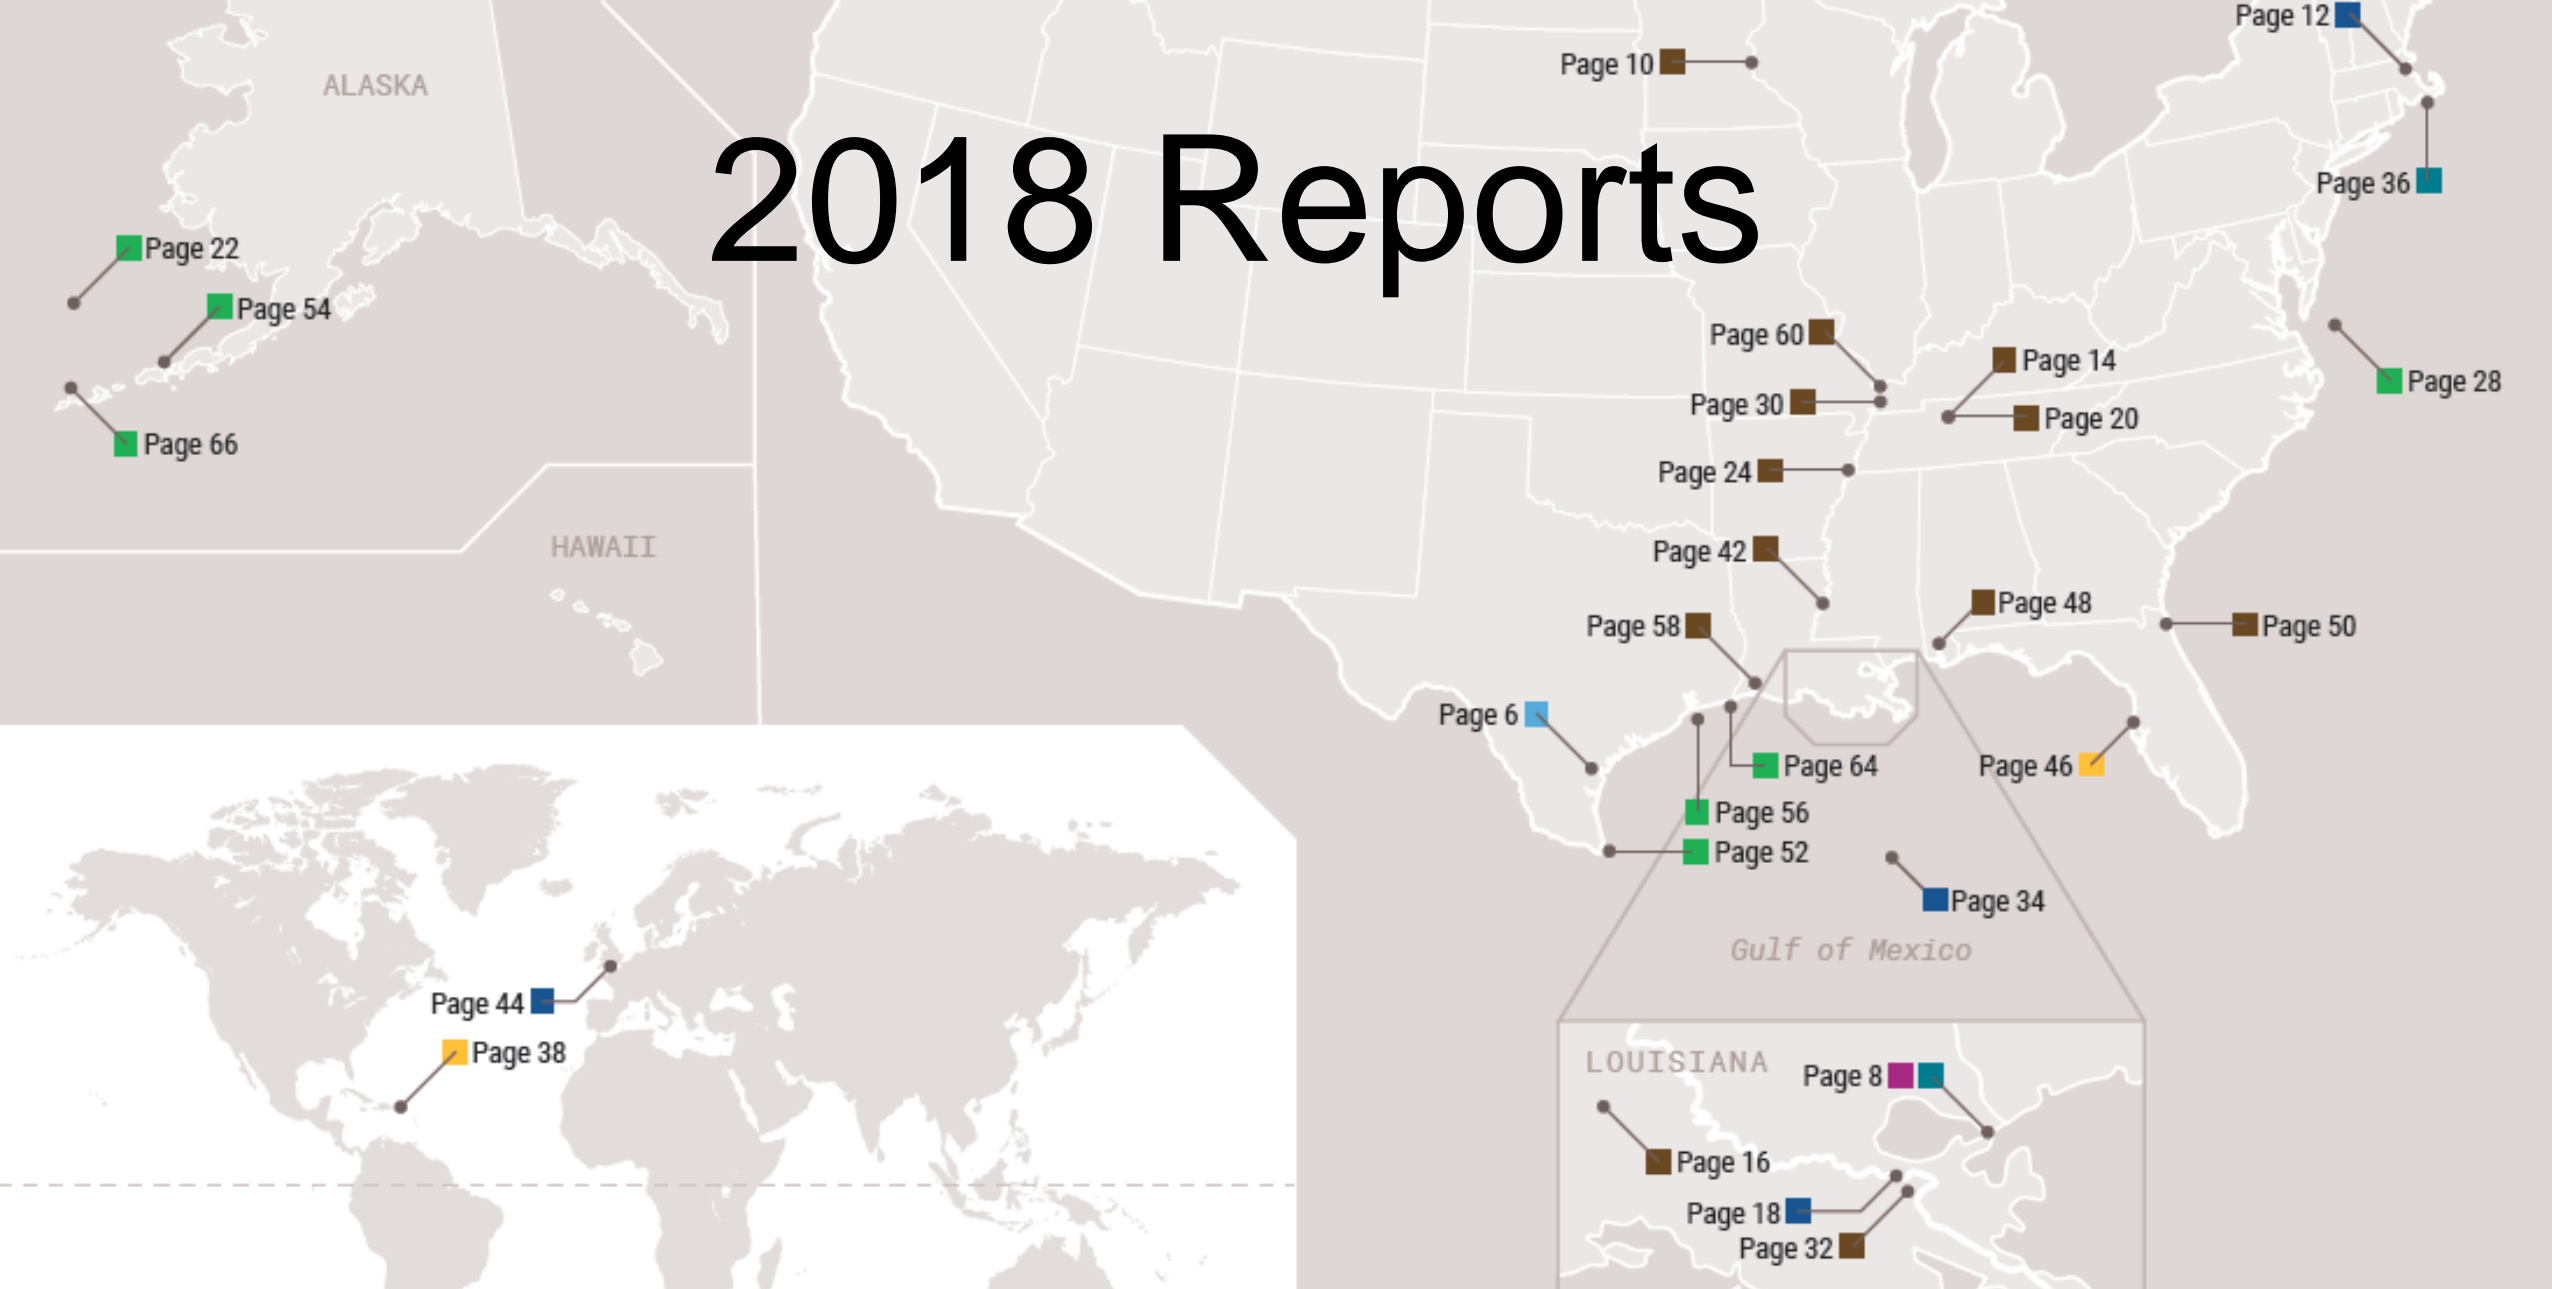 Page 12
Page 10
ALASKA
2018 Reports
Page 36
Page 22
Page 54
Page 60
Page 14
Page 28
Page 30
Page 20
Page 66
Page 24
HAWAII
Page 42
Page 48
Page 58
Page 50
Page 6
Page 64
Page 46
Page 56
Page 52
Page 34
Gulf of Mexico
Page 44
Page 38
LOUISIANA
Page 8
Page 16
Page 18
Page 32